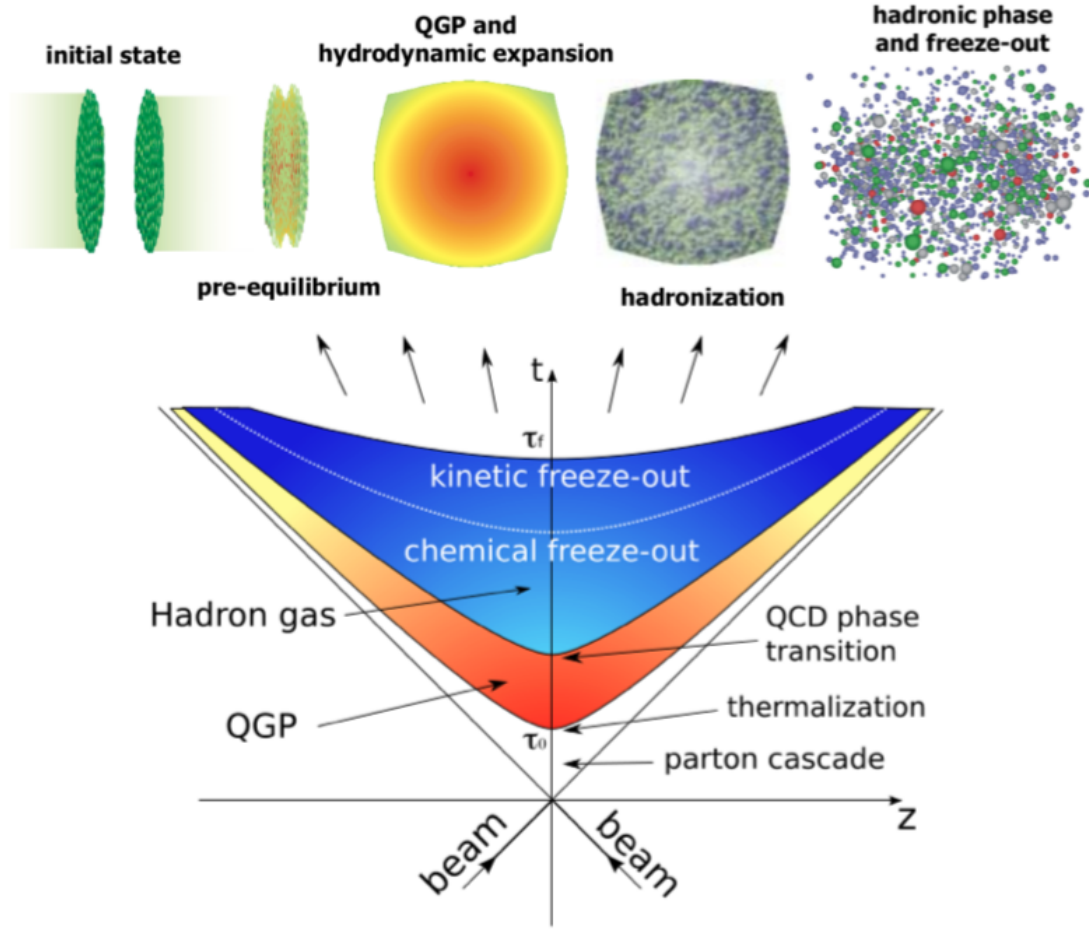 initial state
QGP and
hydrodynamic expansion
hadronic phase
and freeze-out
pre-equilibrium
hadronization
t
τf
kinetic freeze-out
chemical freeze-out
Hadron gas
QCD phase
transition
QGP
thermalization
τ0
parton cascade
z
beam
beam